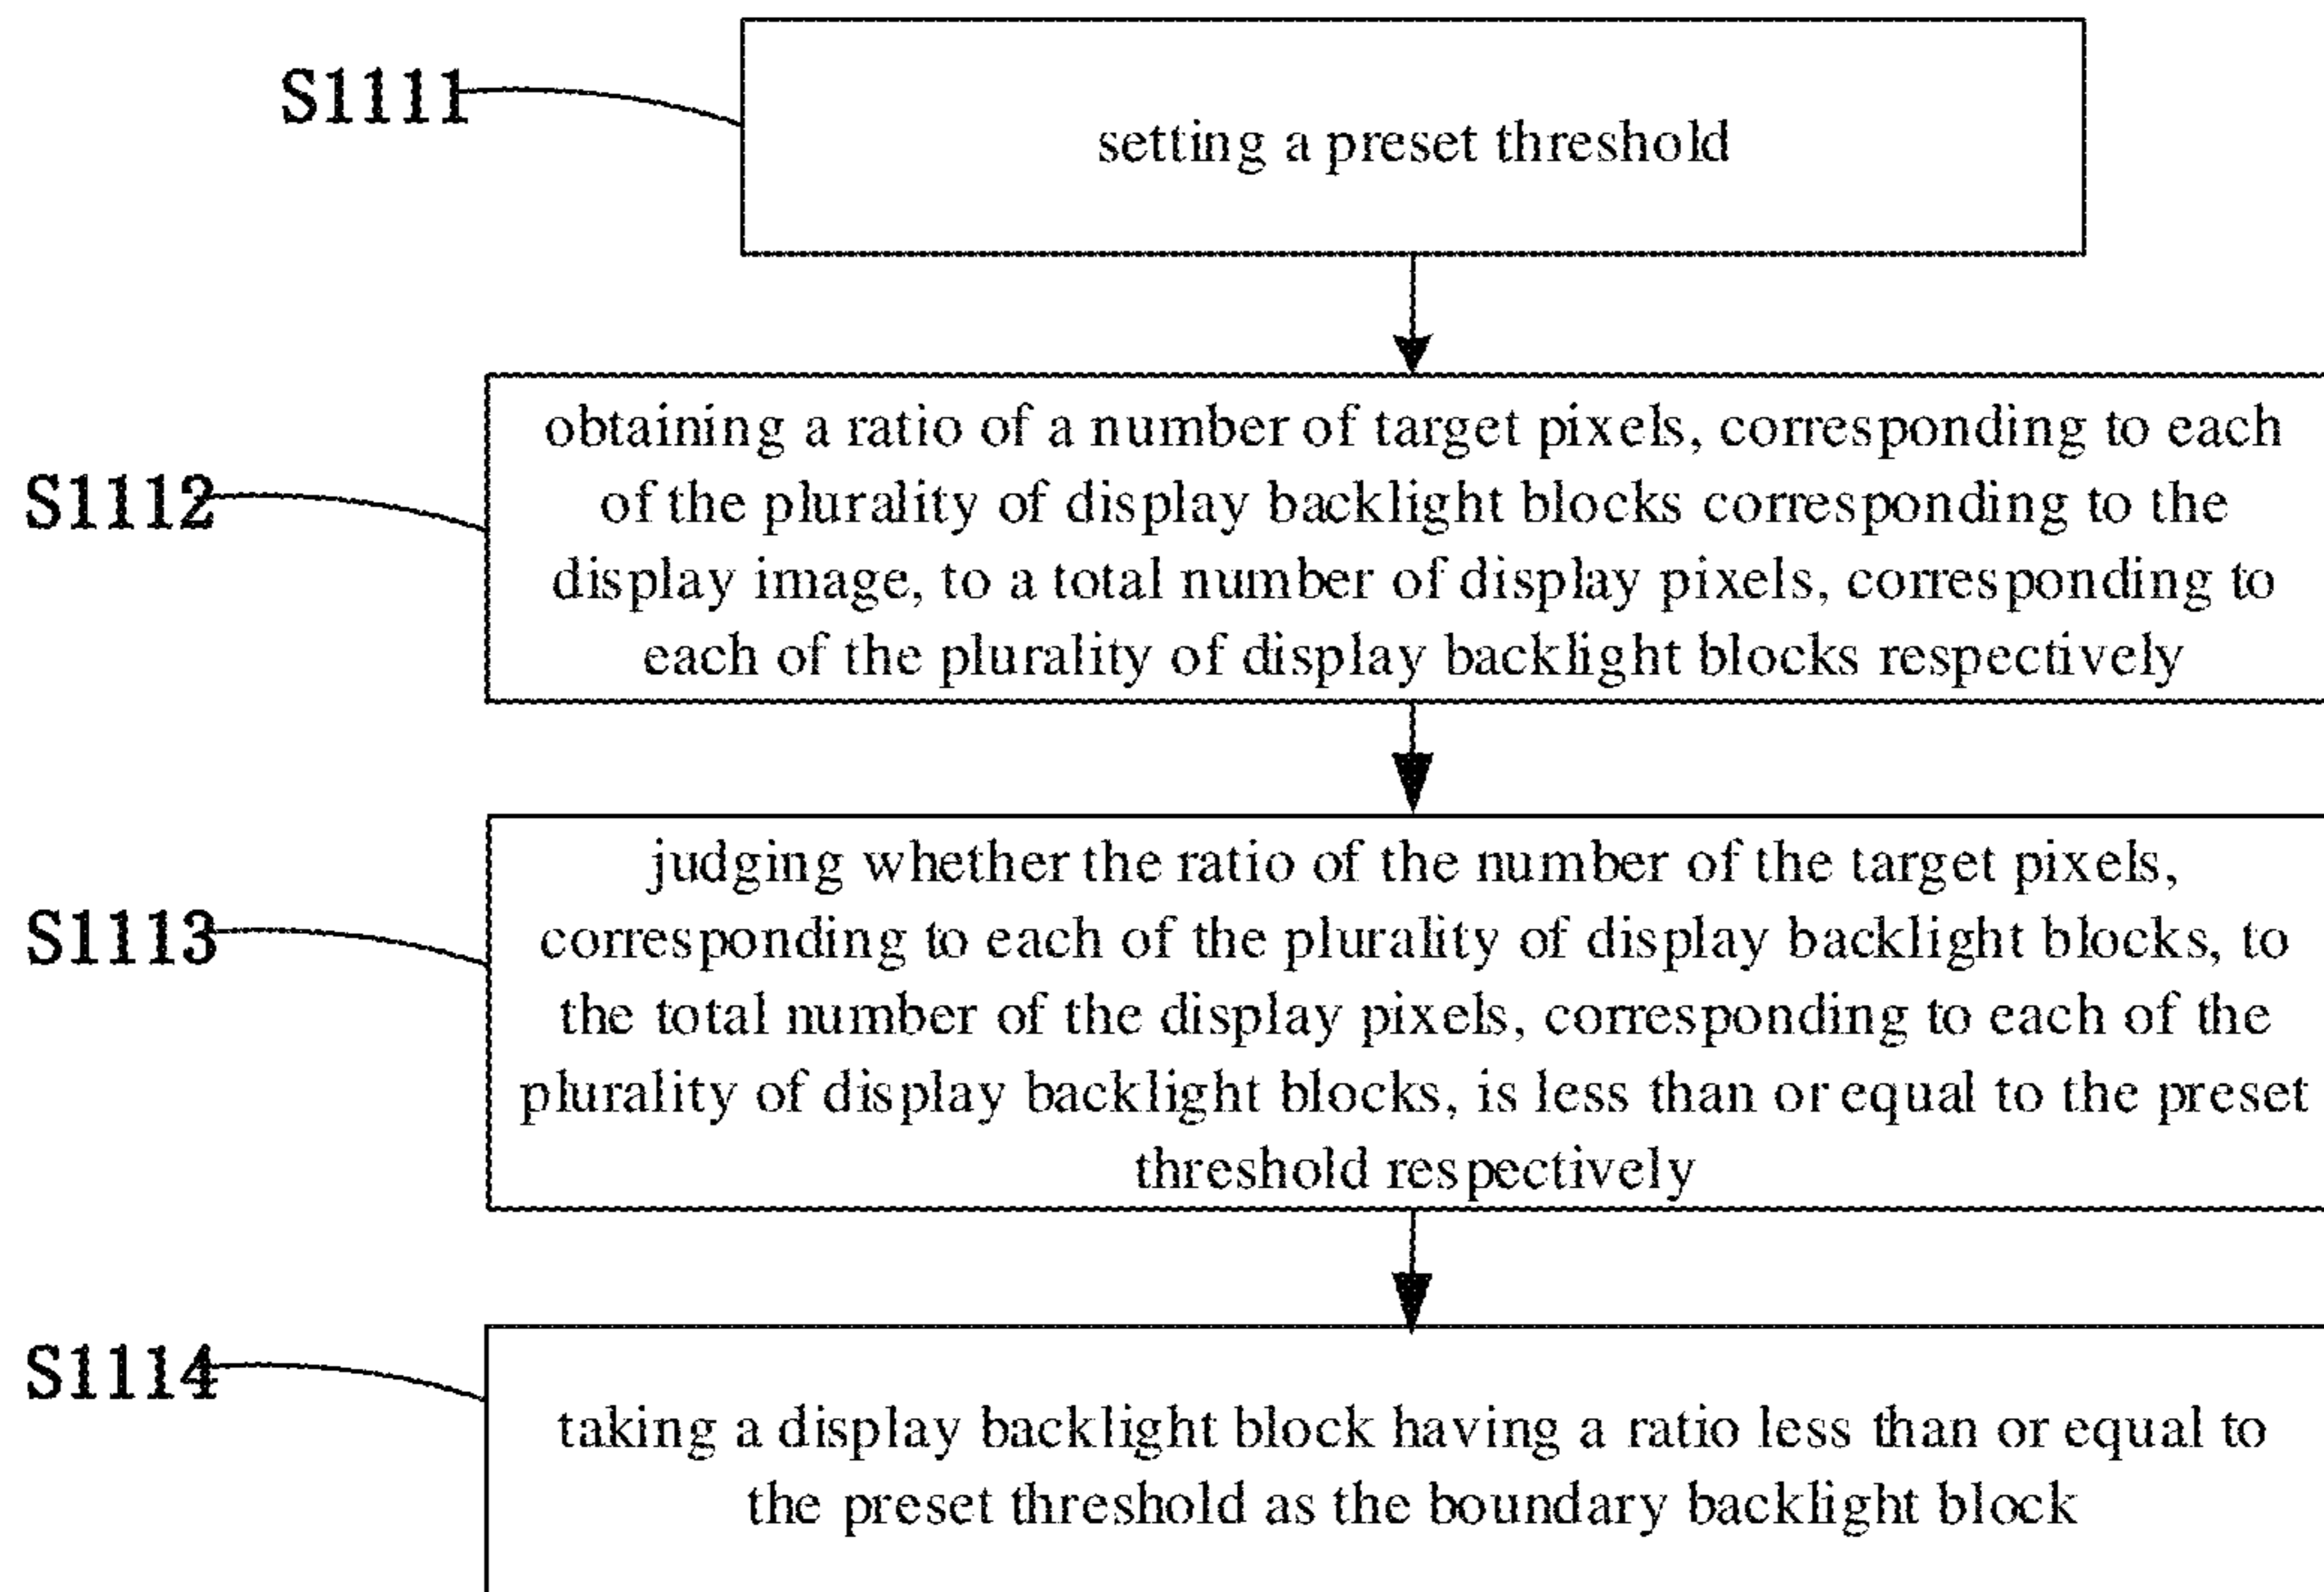 S1111
setting a preset threshold
S1112
obtaining a ratio of a number of target pixels, corresponding to each
of the plurality of display backlight blocks corresponding to the
display image, to a total number of display pixels, corresponding to
each of the plurality of display backlight blocks respectively
S1113
judging whether the ratio of the number of the target pixels,
corresponding to each of the plurality of display backlight blocks, to
the total number of the display pixels, corresponding to each of the
plurality of display backlight blocks, is less than or equal to the preset
threshold respectively
S1114
taking a display backlight block having a ratio less than or equal to
the preset threshold as the boundary backlight block